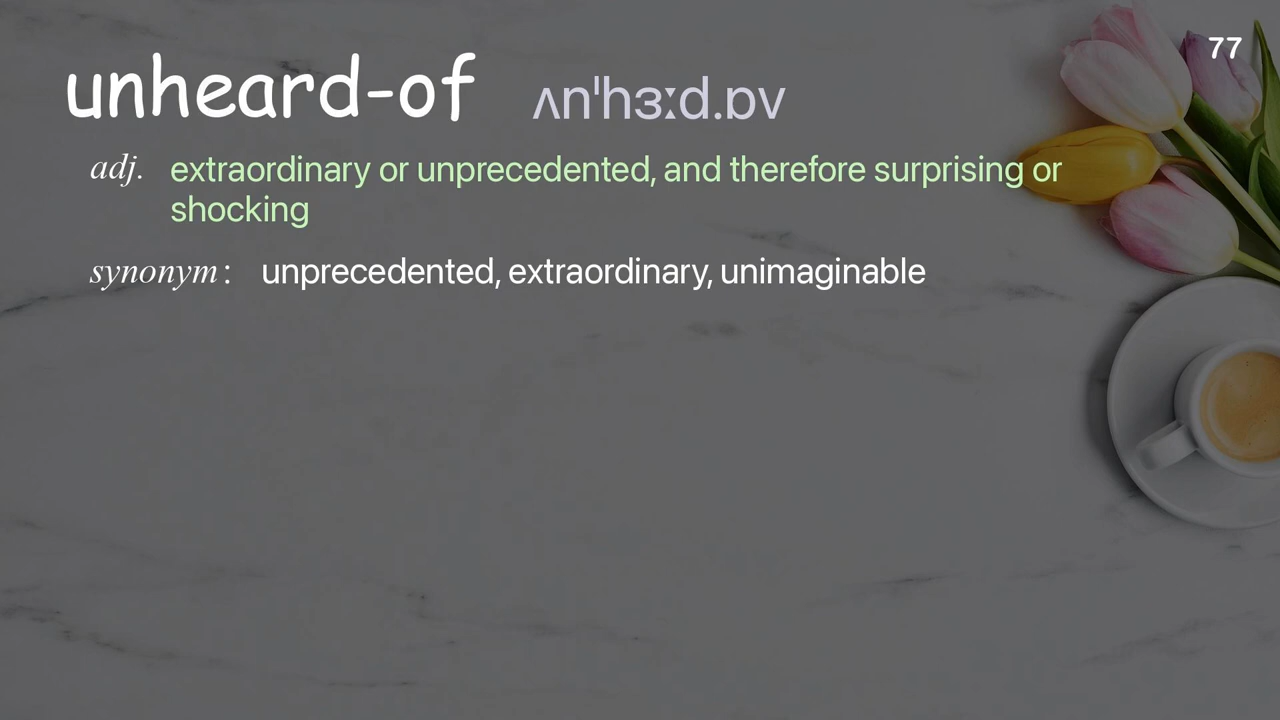 77
unheard-of ʌnˈhɜːd.ɒv
adj. extraordinary or unprecedented, and therefore surprising or
shocking
synonym: unprecedented, extraordinary, unimaginable